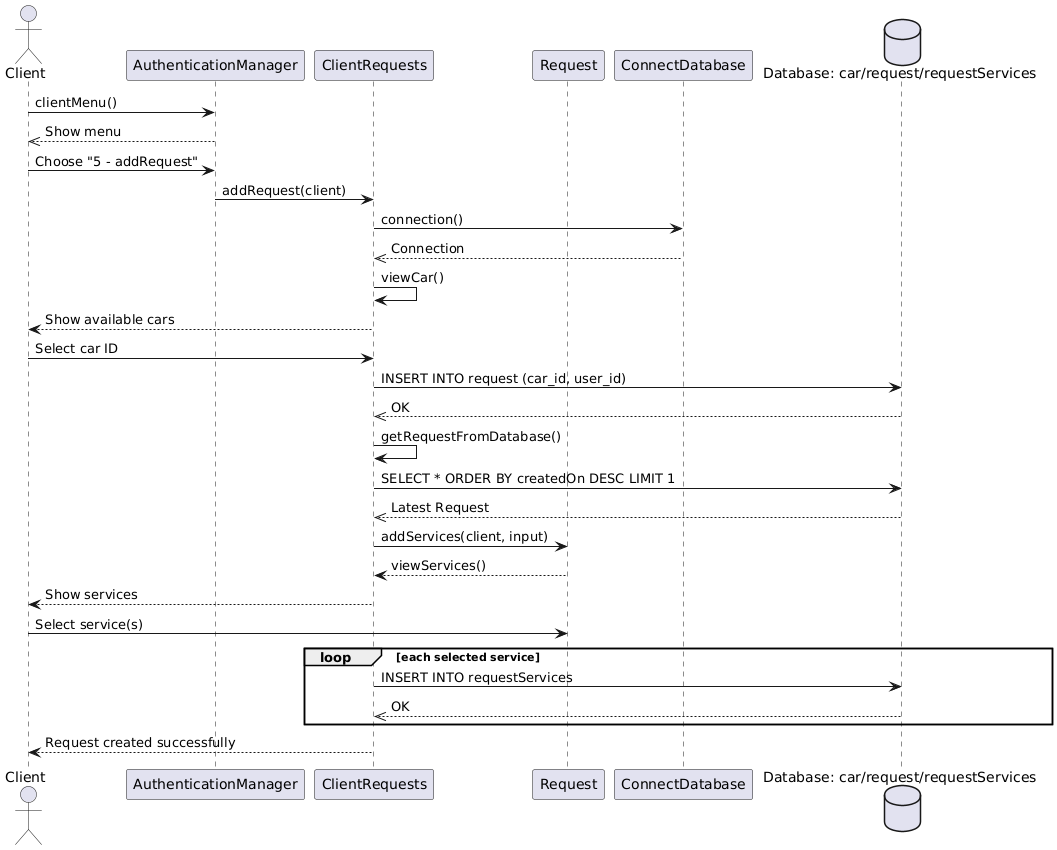 Client
AuthenticationManager
ClientRequests
Request
ConnectDatabase
Database: car/request/requestServices
clientMenu()
Show menu
Choose "5 - addRequest"
addRequest(client)
connection()
Connection
viewCar()
Show available cars
Select car ID
INSERT INTO request (car_id, user_id)
OK
getRequestFromDatabase()
SELECT * ORDER BY createdOn DESC LIMIT 1
Latest Request
addServices(client, input)
viewServices()
Show services
Select service(s)
loop [each selected service]
INSERT INTO requestServices
OK
Request created successfully
Client
AuthenticationManager
ClientRequests
Request
ConnectDatabase
Database: car/request/requestServices